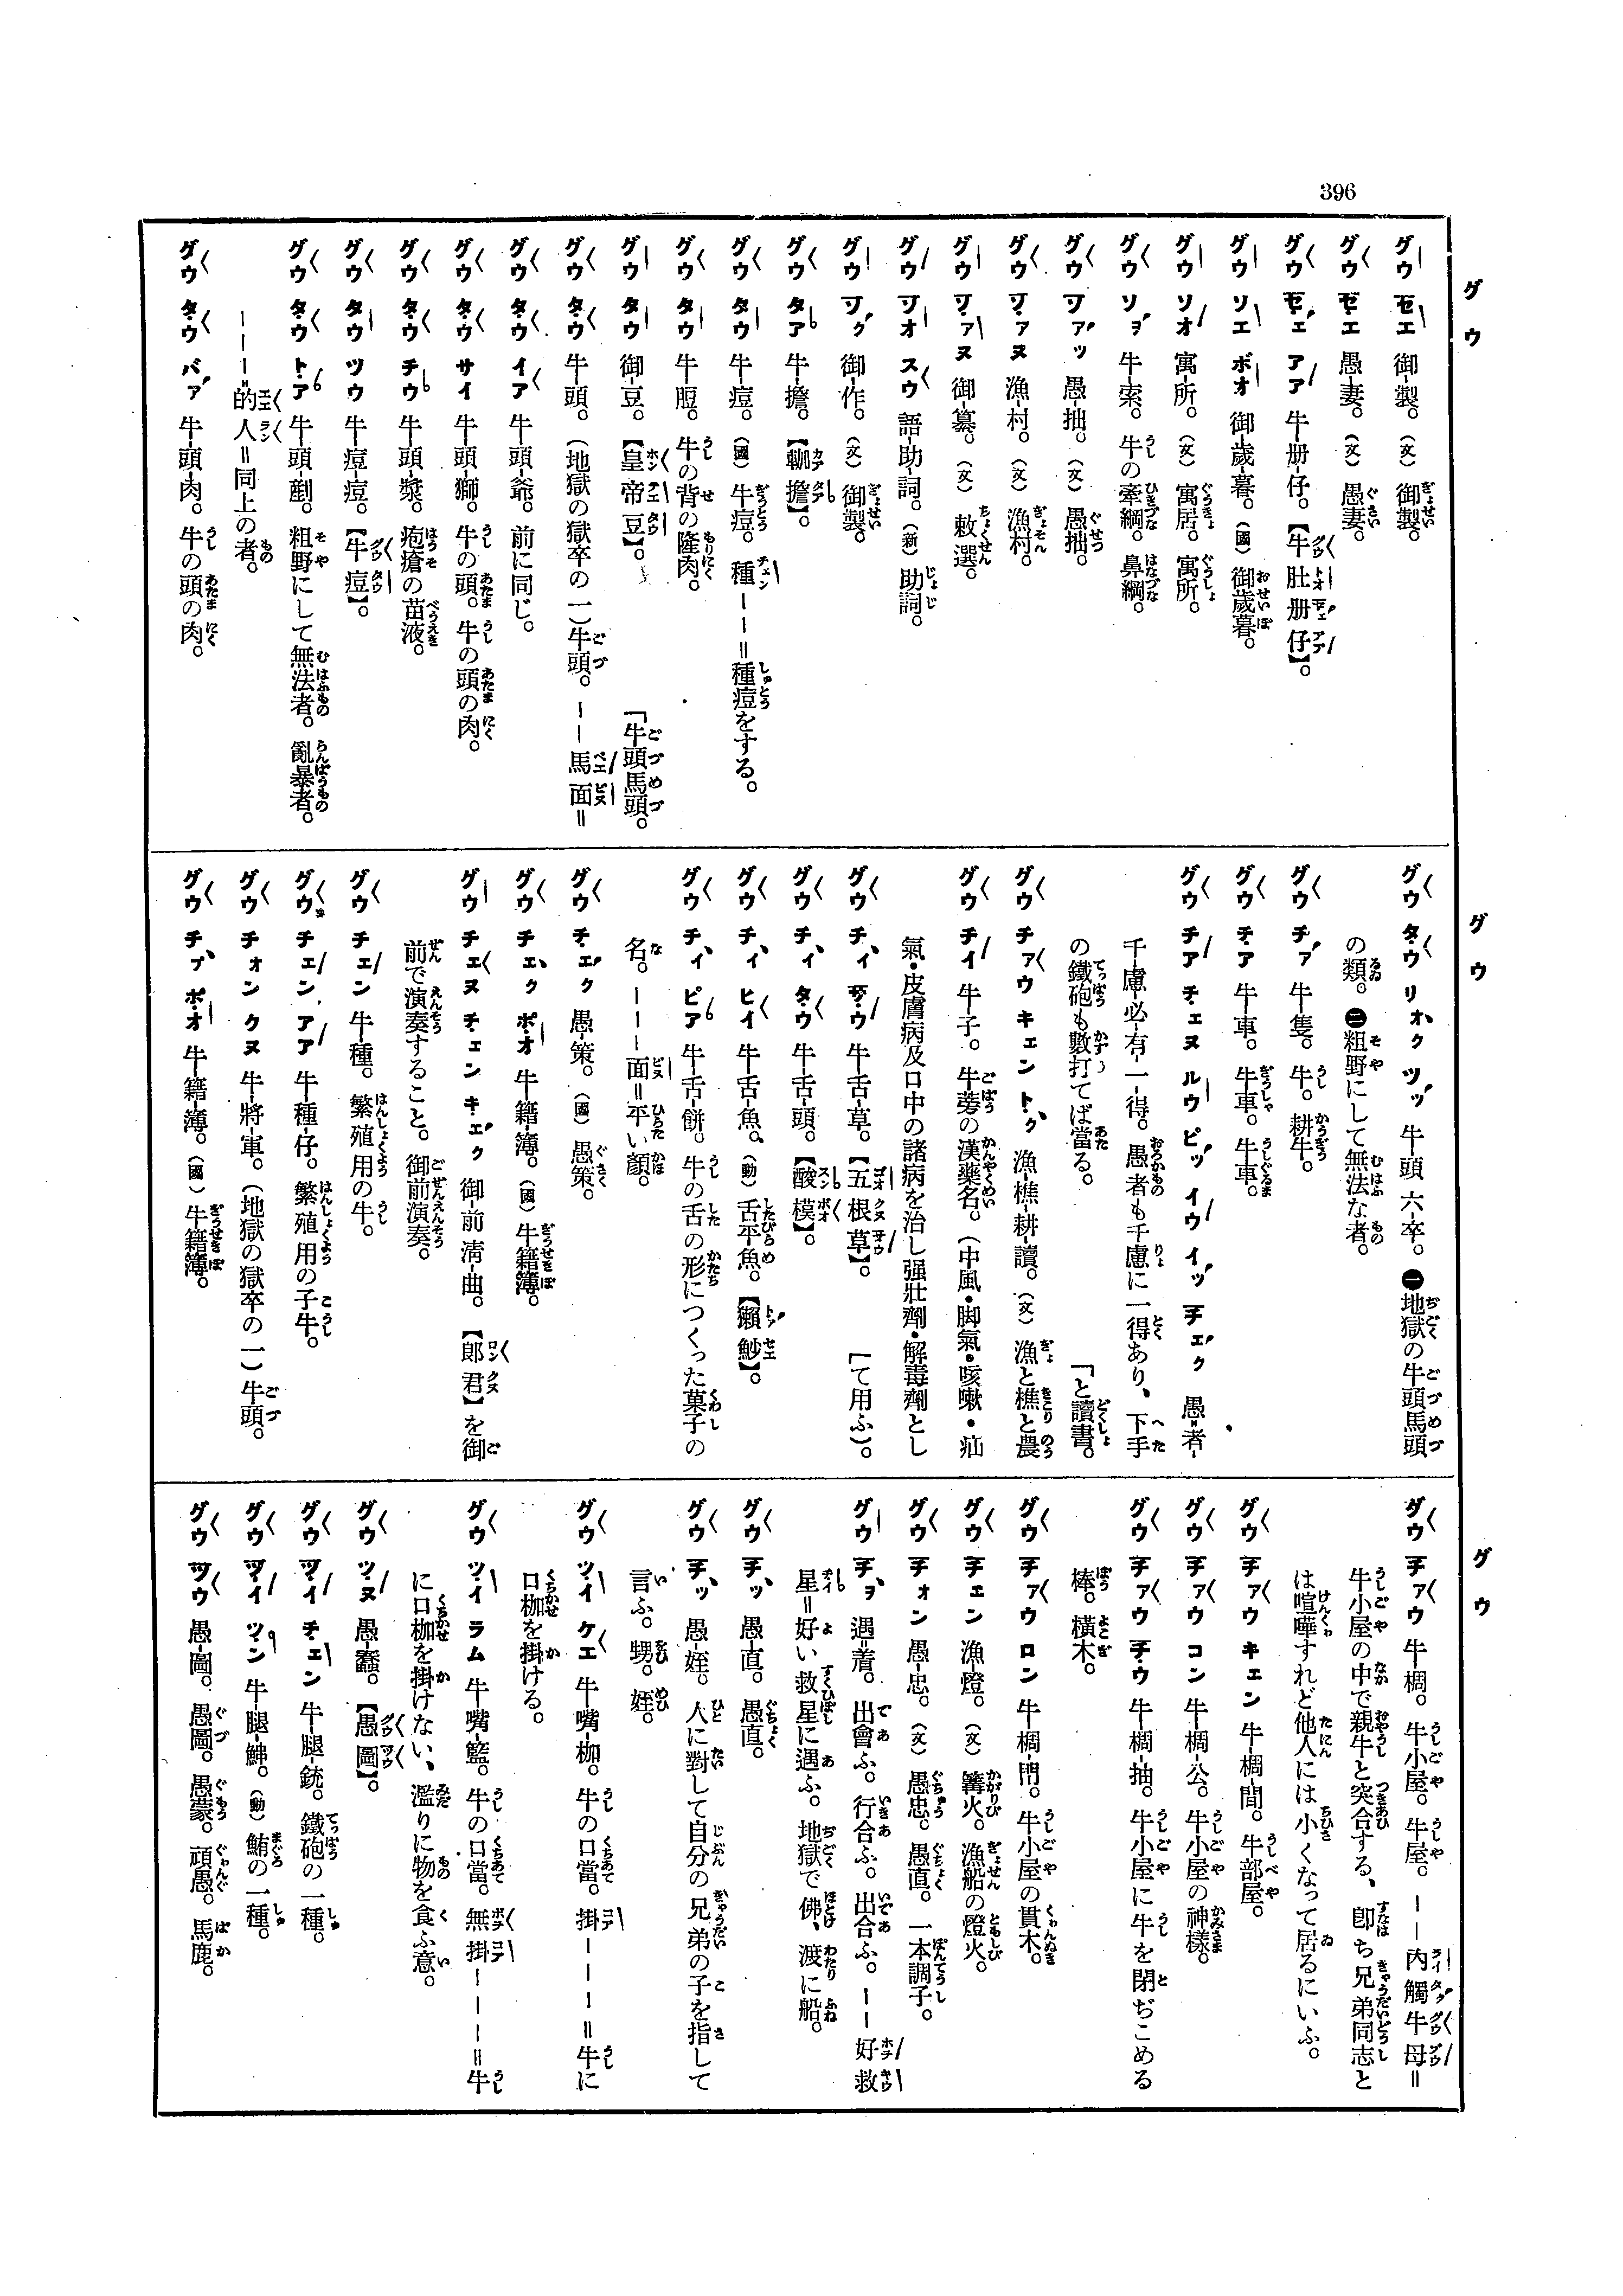 396
グウ
グウ セエ 御製。(文) 御製。
グウ セエ 愚妻。(文) 愚妻。
グウ ゼエ アア 牛册仔。【牛肚册仔】。
グウ ソエ ボオ 御歲暮。(國) 御歲暮。
グウ ソオ 寓所。(文) 寓居。寓所。
グウ ソヲ 牛索。牛の牽綱。鼻綱。
グウ ツァッ 愚拙。(文) 愚拙。
グウ ツァヌ 漁村。(文) 漁村。
グウ ツァヌ 御纂。(文) 敕選。
グウ ツオ スウ 語助詞。(新) 助詞。
グウ ツク 御作。(文) 御製。
グウ タア 牛擔。【軛擔】。
グウ タウ 牛痘。(國) 牛痘。種――=種痘をする。
グウ タウ 牛脰。牛の背の隆肉。
グウ タウ 御豆。【皇帝豆】。
「牛頭馬頭。
グウ タウ 牛頭。(地獄の獄卒の一)牛頭。――馬面=
グウ タウ イア 牛頭爺。前に同じ。
グウ タウ サイ 牛頭獅。牛の頭。牛の頭の肉。
グウ タウ チウ 牛頭漿。疱瘡の苗液。
グウ タウ ツウ 牛痘痘。【牛痘】。
グウ タウ トア 牛頭剷。粗野にして無法者。亂暴者。
―――的人=同上の者。
グウ タウ バァ 牛頭肉。牛の頭の肉。
グウ
グウ タウ リオク ツッ 牛頭六卒。㊀地獄の牛頭馬頭
の類。㊁粗野にして無法な者。
グウ チァ 牛隻。牛。耕牛。
グウ チア 牛車。牛車。牛車。
グウ チア チェヌ ルウ ピッ イウ イッ チェク 愚者
千慮必有一得。愚者も千慮に一得あり、下手
の鐵砲も數打てば當る。
「と讀書。
グウ チァウ キェン トク 漁樵耕讀。(文) 漁と樵と農
グウ チイ 牛子。牛蒡の漢藥名。(中風・脚氣・咳嗽・疝
氣・皮膚病及口中の諸病を治し强壯劑・解毒劑とし
「て用ふ)。
グウ チイ サウ 牛舌草。【五根草】。
グウ チイ タウ 牛舌頭。【酸模】。
グウ チイ ヒイ 牛舌魚。(動) 舌平魚。【獺魦】。
グウ チイ ピア 牛舌餅。牛の舌の形につくった菓子の
名。―――面=平い顏。
グウ チェク 愚策。(國) 愚策。
グウ チェク ポオ 牛籍簿。(國) 牛籍簿。
グウ チェヌ チェン キェク 御前淸曲。【郎君】を御
前で演奏すること。御前演奏。
グウ チェン 牛種。繁殖用の牛。
グウ チェン アア 牛種仔。繁殖用の子牛。
グウ チォン クヌ 牛將軍。(地獄の獄卒の一)牛頭。
グウ チプ ポオ 牛籍簿。(國) 牛籍簿。
グウ
グウ チァウ 牛椆。牛小屋。牛屋。――內觸牛母=
牛小屋の中で親牛と突合する、卽ち兄弟同志と
は喧嘩すれど他人には小くなって居るにいふ。
グウ チァウ キェン 牛椆間。牛部屋。
グウ チァウ コン 牛椆公。牛小屋の神樣。
グウ チァウ チウ 牛椆抽。牛小屋に牛を閉ぢこめる
棒。橫木。
グウ チァウ ロン 牛椆閂。牛小屋の貫木。
グウ チェン 漁燈。(文) 篝火。漁船の燈火。
グウ チォン 愚忠。(文) 愚忠。愚直。一本調子。
グウ チヲ 遇着。出會ふ。行合ふ。出合ふ。――好救
星=好い救星に遇ふ。地獄で佛、渡に船。
グウ チッ 愚直。愚直。
グウ チッ 愚姪。人に對して自分の兄弟の子を指して
言ふ。甥。姪。
グウ ツイ ケエ 牛嘴枷。牛の口當。掛―――=牛に
口枷を掛ける。
グウ ツイ ラム 牛嘴籃。牛の口當。無掛―――=牛
に口枷を掛けない、濫りに物を食ふ意。
グウ ツヌ 愚蠢。【愚圖】。
グウ ツイ チェン 牛腿銃。鐵砲の一種。
グウ ツイ ツン 牛腿䱵。(動) 鮪の一種。
グウ ツウ 愚圖。愚圖。愚蒙。頑愚。馬鹿。